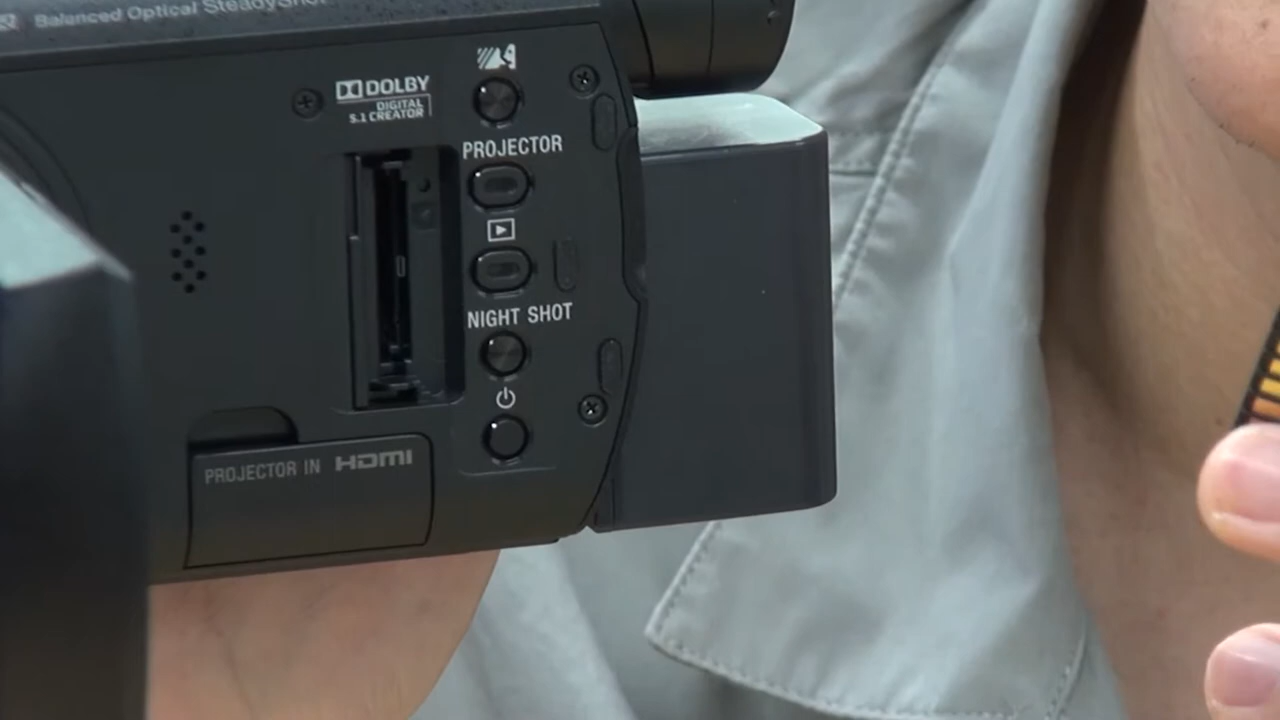 Balanced Optical SteadyShot
DOLBY
DIGITAL
5.1 CREATOR
PROJECTOR
NIGHT SHOT
PROJECTOR IN HDMI